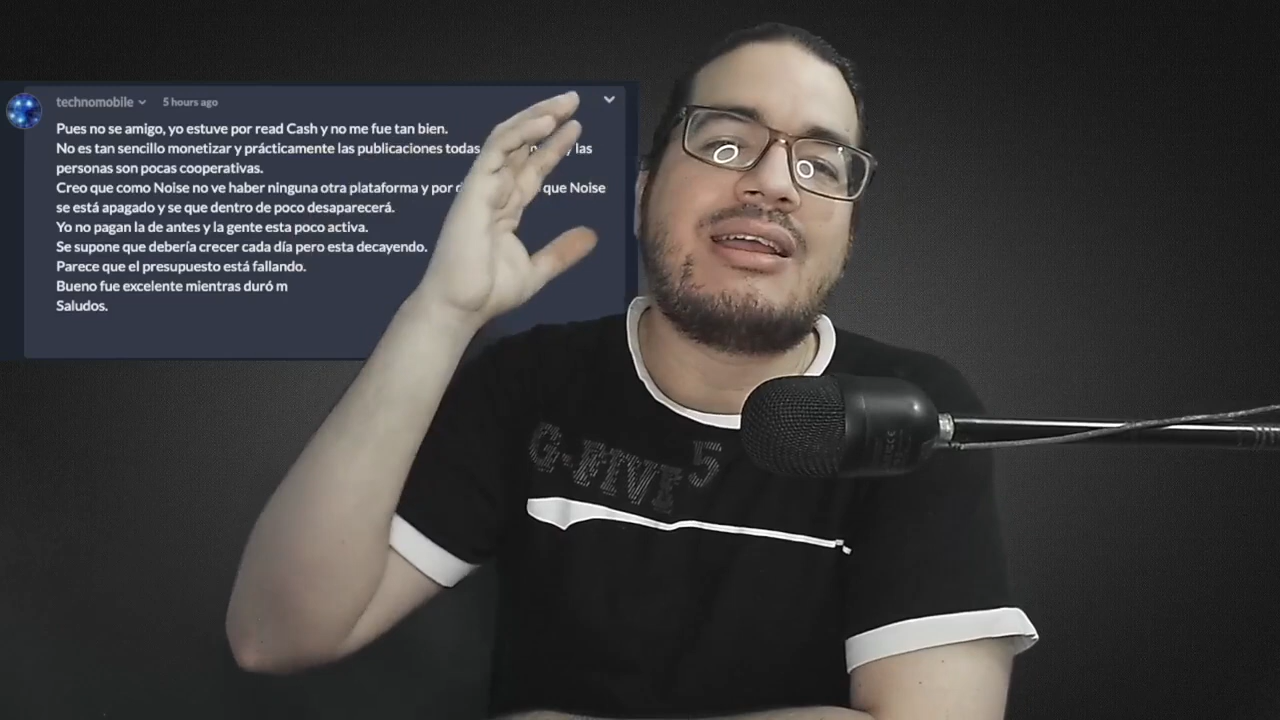 technomobile 5 hours ago
Pues no se amigo, yo estuve por read Cash y no me fue tan bien.
No es tan sencillo monetizar y prácticamente las publicaciones todas las
personas son pocas cooperativas.
Creo que como Noise no ve haber ninguna otra plataforma y por que Noise
se está apagado y se que dentro de poco desaparecerá.
Yo no pagan la de antes y la gente esta poco activa.
Se supone que debería crecer cada día pero esta decayendo.
Parece que el presupuesto está fallando.
Bueno fue excelente mientras duró m
Saludos.
G-FIVE 5